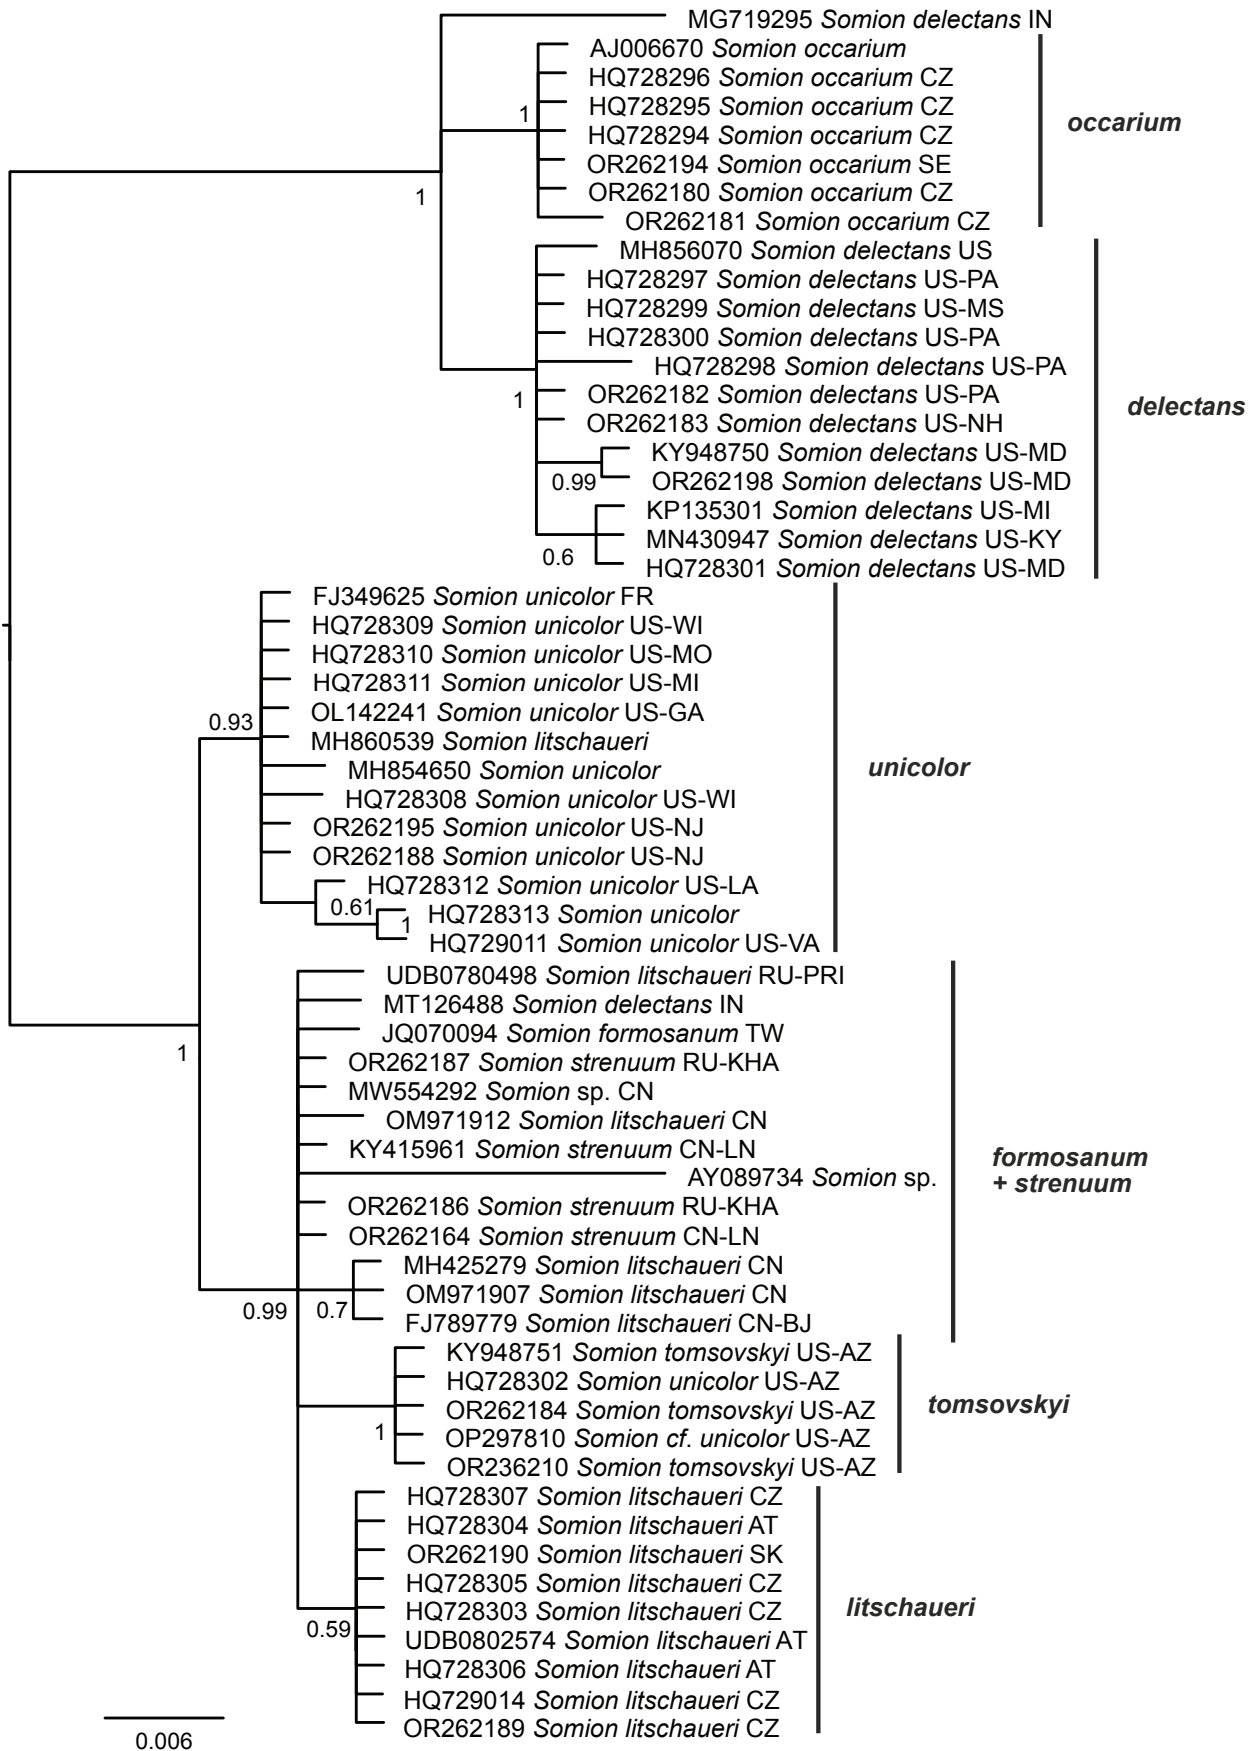 MG719295 Somion delectans IN
AJ006670 Somion occarium
HQ728296 Somion occarium CZ
HQ728295 Somion occarium CZ
1
HQ728294 Somion occarium CZ
occarium
OR262194 Somion occarium SE
OR262180 Somion occarium CZ
1
OR262181 Somion occarium CZ
MH856070 Somion delectans US
HQ728297 Somion delectans US-PA
HQ728299 Somion delectans US-MS
HQ728300 Somion delectans US-PA
HQ728298 Somion delectans US-PA
OR262182 Somion delectans US-PA
1
delectans
OR262183 Somion delectans US-NH
KY948750 Somion delectans US-MD
0.99
OR262198 Somion delectans US-MD
KP135301 Somion delectans US-MI
MN430947 Somion delectans US-KY
0.6
HQ728301 Somion delectans US-MD
FJ349625 Somion unicolor FR
HQ728309 Somion unicolor US-WI
HQ728310 Somion unicolor US-MO
HQ728311 Somion unicolor US-MI
OL142241 Somion unicolor US-GA
0.93
MH860539 Somion litschaueri
MH854650 Somion unicolor
unicolor
HQ728308 Somion unicolor US-WI
OR262195 Somion unicolor US-NJ
OR262188 Somion unicolor US-NJ
HQ728312 Somion unicolor US-LA
0.61
HQ728313 Somion unicolor
1
HQ729011 Somion unicolor US-VA
UDB0780498 Somion litschaueri RU-PRI
MT126488 Somion delectans IN
JQ070094 Somion formosanum TW
1
OR262187 Somion strenuum RU-KHA
MW554292 Somion sp. CN
OM971912 Somion litschaueri CN
KY415961 Somion strenuum CN-LN
formosanum
+ strenuum
AY089734 Somion sp.
OR262186 Somion strenuum RU-KHA
OR262164 Somion strenuum CN-LN
MH425279 Somion litschaueri CN
OM971907 Somion litschaueri CN
0.99
0.7
FJ789779 Somion litschaueri CN-BJ
KY948751 Somion tomsovskyi US-AZ
HQ728302 Somion unicolor US-AZ
OR262184 Somion tomsovskyi US-AZ
tomsovskyi
1
OP297810 Somion cf. unicolor US-AZ
OR236210 Somion tomsovskyi US-AZ
HQ728307 Somion litschaueri CZ
HQ728304 Somion litschaueri AT
OR262190 Somion litschaueri SK
HQ728305 Somion litschaueri CZ
HQ728303 Somion litschaueri CZ
litschaueri
0.59
UDB0802574 Somion litschaueri AT
HQ728306 Somion litschaueri AT
HQ729014 Somion litschaueri CZ
OR262189 Somion litschaueri CZ
0.006